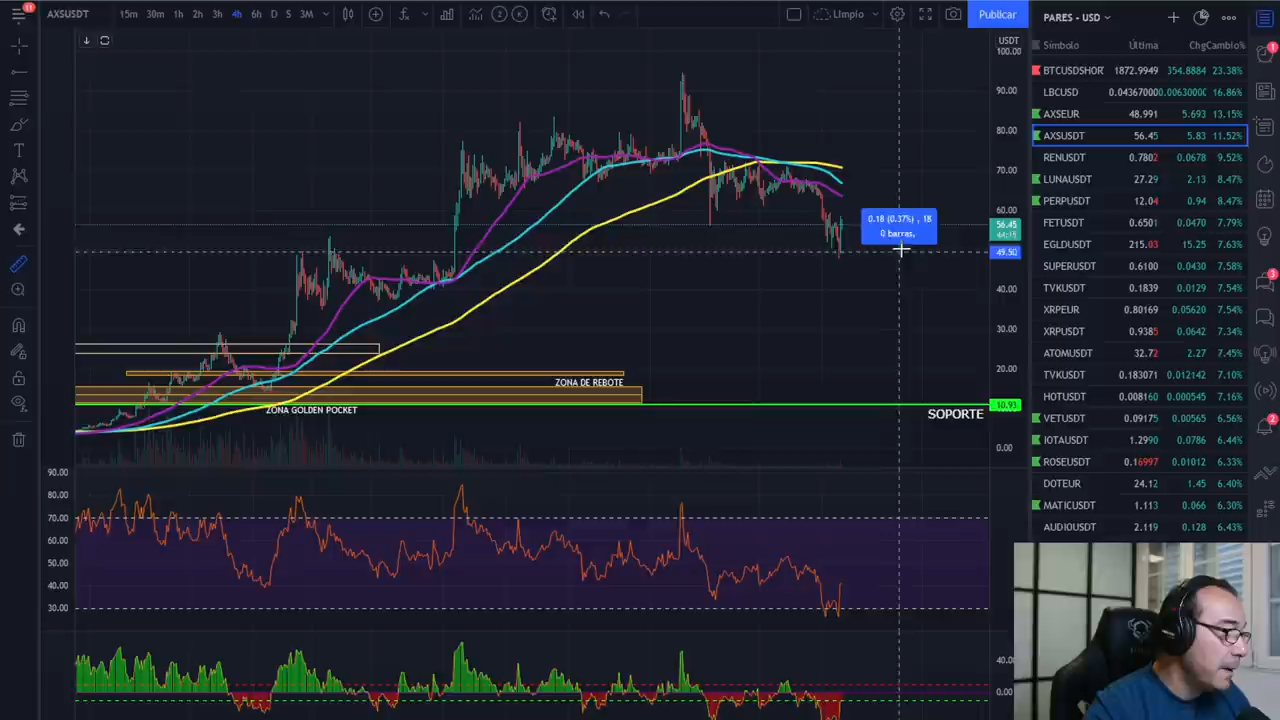 11
AXSUSDT 15m 30m 1h 2h 3h 4h 6h D S 3M LImpio Publicar
USDT
100.00
90.00
80.00
70.00
60.00
56.45
49.50
40.00
30.00
20.00
10.93
0.00
0.18 (0.37%) , 18
0 barras,
ZONA DE REBOTE
ZONA GOLDEN POCKET
SOPORTE
90.00
80.00
70.00
60.00
50.00
40.00
30.00
40.00
0.00
PARES - USD
Símbolo Última Chg Cambio%
BTCUSDSHOR 1872.9949 354.8884 23.38%
LBCUSD 0.04367000 0.00630000 16.86%
AXSEUR 48.991 5.693 13.15%
AXSUSDT 56.45 5.83 11.52%
RENUSDT 0.7802 0.0678 9.52%
LUNAUSDT 27.29 2.13 8.47%
PERPUSDT 12.04 0.94 8.47%
FETUSDT 0.6501 0.0470 7.79%
EGLDUSDT 215.03 15.25 7.63%
SUPERUSDT 0.6100 0.0430 7.58%
TVKUSDT 0.1839 0.0129 7.54%
XRPEUR 0.80169 0.05620 7.54%
XRPUSDT 0.9385 0.0642 7.34%
ATOMUSDT 32.72 2.27 7.45%
TVKUSDT 0.183071 0.012142 7.10%
HOTUSDT 0.008160 0.000545 7.16%
VETUSDT 0.09175 0.00565 6.56%
IOTAUSDT 1.2990 0.0786 6.44%
ROSEUSDT 0.16997 0.01012 6.33%
DOTEUR 24.12 1.45 6.40%
MATICUSDT 1.113 0.066 6.30%
AUDIOUSDT 2.119 0.128 6.43%
1
3
2